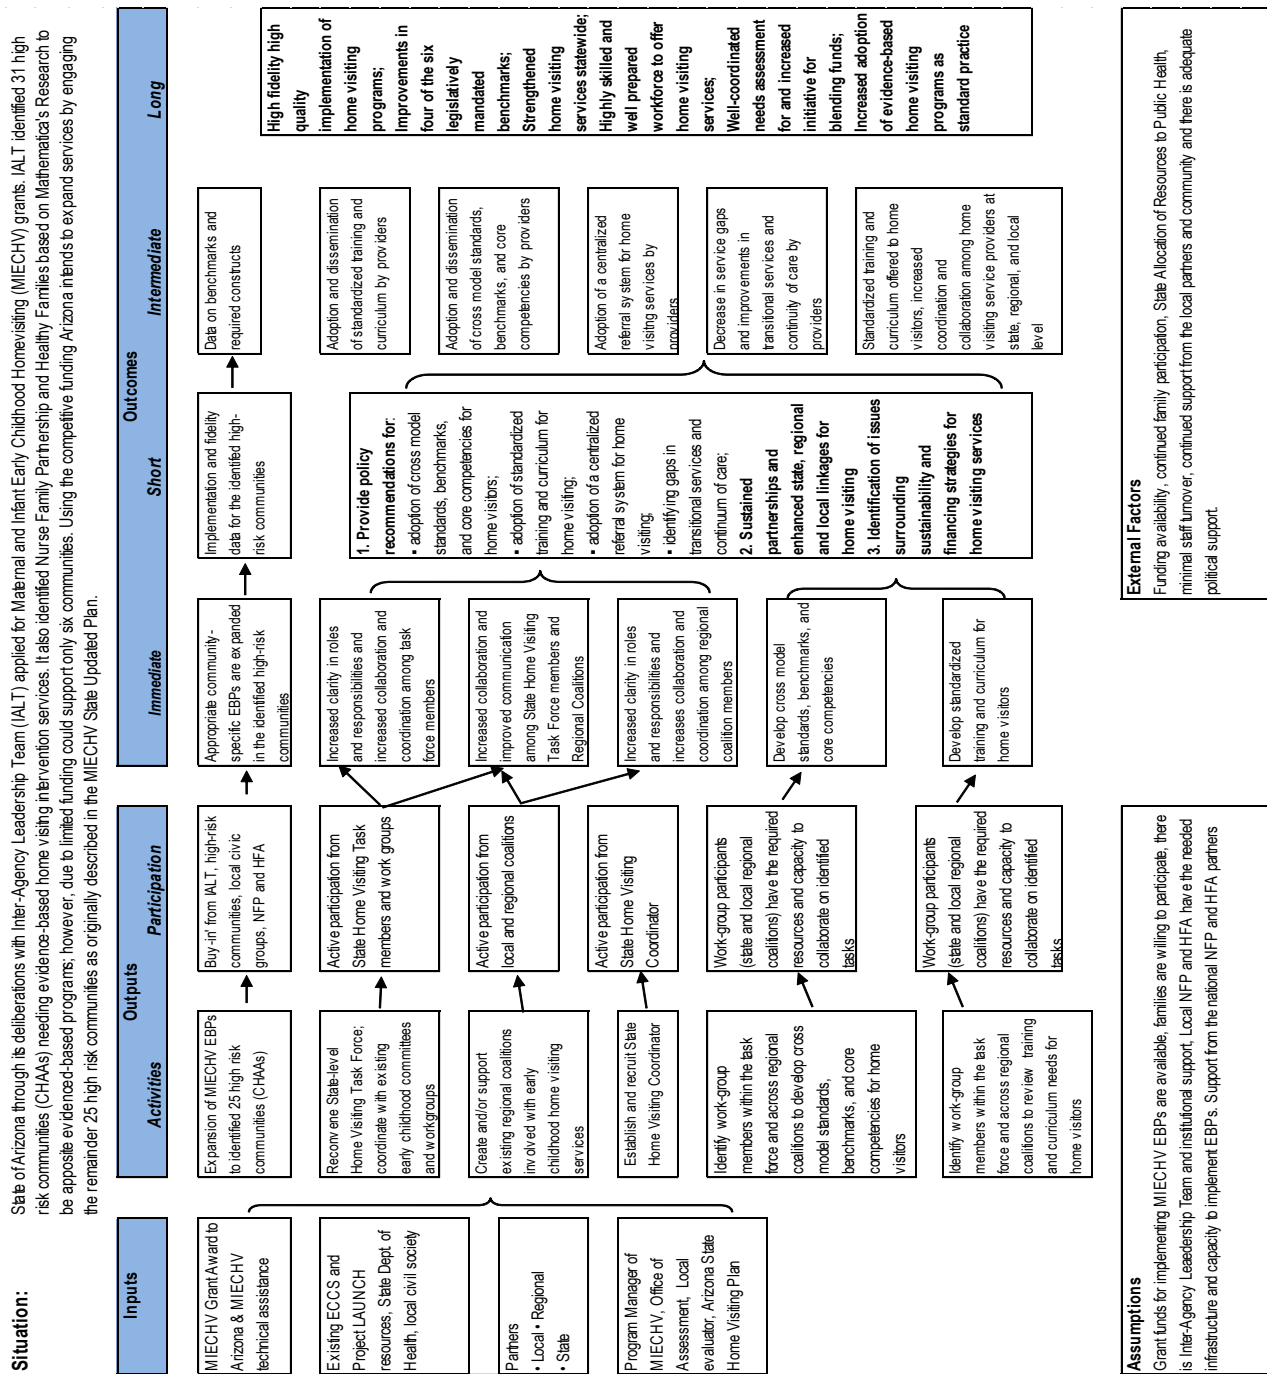 Situation:
State of Arizona through its deliberations with Inter-Agency Leadership Team (IALT) applied for Maternal and Infant Early Childhood Homevisiting (MIECHV) grants. IALT identified 31 high
risk communities (CHAAs) needing evidence-based home visiting intervention services. It also identified Nurse Family Partnership and Healthy Families based on Mathematica's Research to
be apposite evidenced-based programs; however, due to limited funding could support only six communities. Using the competitive funding Arizona intends to expand services by engaging
the remainder 25 high risk communities as originally described in the MIECHV State Updated Plan.
Inputs
Outputs
Activities
Participation
Outcomes
Immediate
Short
Intermediate
Long
MIECHV Grant Award to
Arizona & MIECHV
technical assistance
Existing ECCS and
Project LAUNCH
resources, State Dept of
Health, local civil society
Partners
• Local • Regional
• State
Program Manager of
MIECHV, Office of
Assessment, Local
evaluator, Arizona State
Home Visiting Plan
Expansion of MIECHV EBPs
to identified 25 high risk
communities (CHAAs)
Reconvene State-level
Home Visiting Task Force;
coordinate with existing
early childhood committees
and workgroups
Create and/or support
existing regional coalitions
involved with early
childhood home visiting
services
Establish and recruit State
Home Visiting Coordinator
Identify work-group
members within the task
force and across regional
coalitions to develop cross
model standards,
benchmarks, and core
competencies for home
visitors
Identify work-group
members within the task
force and across regional
coalitions to review training
and curriculum needs for
home visitors
Buy-in' from IALT, high-risk
communities, local civic
groups, NFP and HFA
Active participation from
State Home Visiting Task
members and work groups
Active participation from
local and regional coalitions
Active participation from
State Home Visiting
Coordinator
Work-group participants
(state and local regional
coalitions) have the required
resources and capacity to
collaborate on identified
tasks
Work-group participants
(state and local regional
coalitions) have the required
resources and capacity to
collaborate on identified
tasks
Appropriate community-
specific EBPs are expanded
in the identified high-risk
communities
Increased clarity in roles
and responsibilities and
increased collaboration and
coordination among task
force members
Increased collaboration and
improved communication
among State Home Visiting
Task Force members and
Regional Coalitions
Increased clarity in roles
and responsibilities and
increases collaboration and
coordination among regional
coalition members
Develop cross model
standards, benchmarks, and
core competencies
Develop standardized
training and curriculum for
home visitors
Implementation and fidelity
data for the identified high-
risk communities
1. Provide policy
recommendations for:
• adoption of cross model
standards, benchmarks,
and core competencies for
home visitors;
• adoption of standardized
training and curriculum for
home visiting;
• adoption of a centralized
referral system for home
visiting;
• identifying gaps in
transitional services and
continuum of care;
2. Sustained
partnerships and
enhanced state, regional
and local linkages for
home visiting
3. Identification of issues
surrounding
sustainability and
financing strategies for
home visiting services
Data on benchmarks and
required constructs
Adoption and dissemination
of standardized training and
curriculum by providers
Adoption and dissemination
of cross model standards,
benchmarks, and core
competencies by providers
Adoption of a centralized
referral system for home
visitng services by
providers
Decrease in service gaps
and improvements in
transitional services and
continuity of care by
providers
Standardized training and
curriculum offered to home
visitors, increased
coordination and
collaboration among home
visiting service providers at
state, regional, and local
level
High fidelity high
quality
implementation of
home visiting
programs;
Improvements in
four of the six
legislatively
mandated
benchmarks;
Strengthened
home visiting
services statewide;
Highly skilled and
well prepared
workforce to offer
home visiting
services;
Well-coordinated
needs assessment
for and increased
initiative for
blending funds;
Increased adoption
of evidence-based
home visiting
programs as
standard practice
Assumptions
Grant funds for implementing MIECHV EBPs are available, families are willing to participate, there
is Inter-Agency Leaedership Team and institutional support, Local NFP and HFA have the needed
infrastructure and capacity to implement EBPs. Support from the national NFP and HFA partners
External Factors
Funding availability, continued family participation, State Allocation of Resources to Public Health,
minimal staff turnover, continued support from the local partners and community and there is adequate
political support.